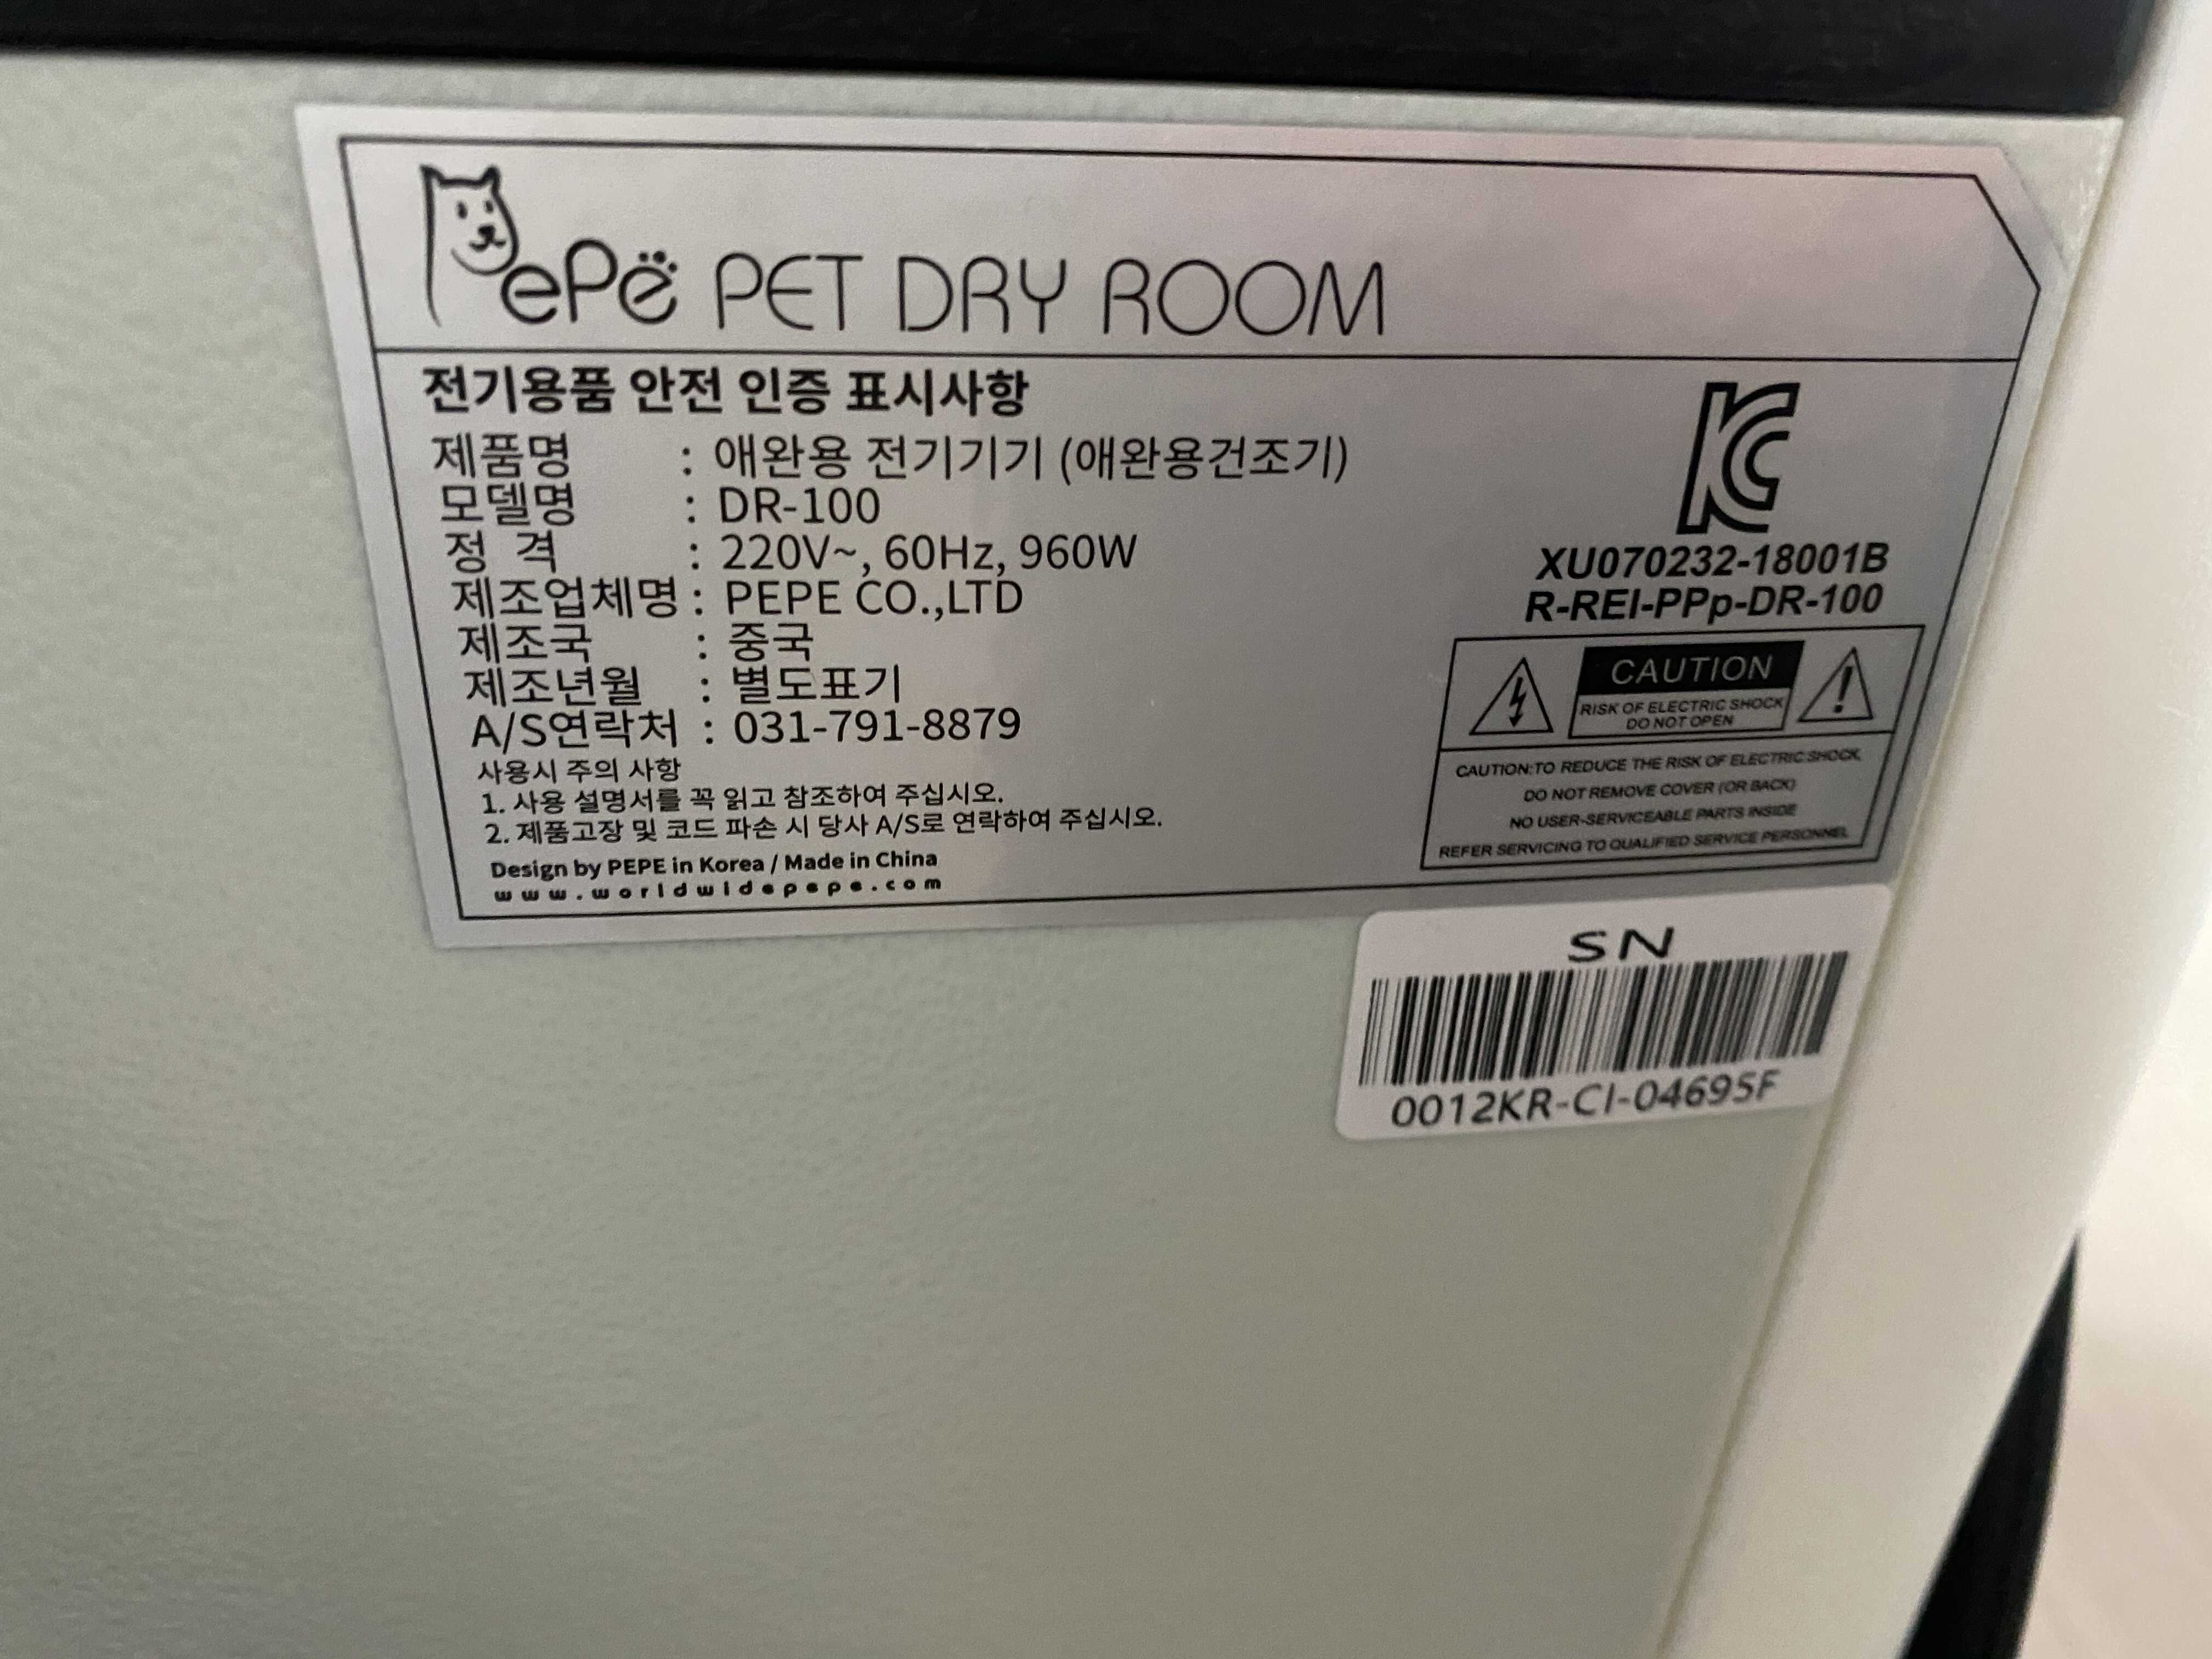 PePe PET DRY ROOM
전기용품 안전 인증 표시사항
제품명 : 애완용 전기기기 (애완용건조기)
모델명 : DR-100
정 격 : 220V~, 60Hz, 960W
제조업체명 : PEPE CO.,LTD
제조국 : 중국
제조년월 : 별도표기
A/S연락처 : 031-791-8879
사용시 주의 사항
1. 사용 설명서를 꼭 읽고 참조하여 주십시오.
2. 제품고장 및 코드 파손 시 당사 A/S로 연락하여 주십시오.
Design by PEPE in Korea / Made in China
www.worldwidepepe.com
KC
XU070232-18001B
R-REI-PPp-DR-100
CAUTION
RISK OF ELECTRIC SHOCK
DO NOT OPEN
CAUTION:TO REDUCE THE RISK OF ELECTRIC SHOCK,
DO NOT REMOVE COVER (OR BACK)
NO USER-SERVICEABLE PARTS INSIDE
REFER SERVICING TO QUALIFIED SERVICE PERSONNEL
SN
0012KR-CI-04695F